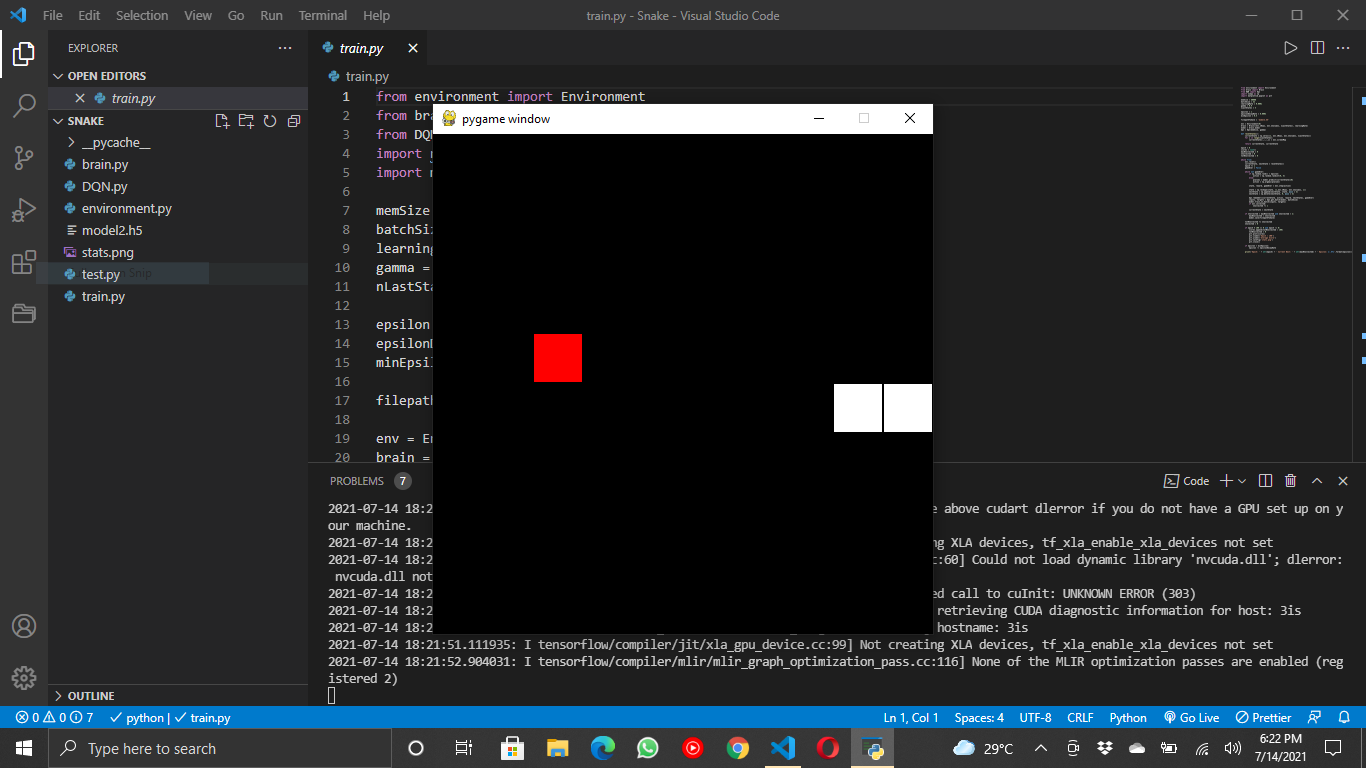 File Edit Selection View Go Run Terminal Help
train.py - Snake - Visual Studio Code
EXPLORER
OPEN EDITORS
train.py
SNAKE
__pycache__
brain.py
DQN.py
environment.py
model2.h5
stats.png
test.py
Snip
train.py
OUTLINE
train.py
train.py
1 from environment import Environment
2 from bra
3 from DQN
4 import
5 import
6
7 memSize
8 batchSiz
9 learning
10 gamma =
11 nLastSta
12
13 epsilon
14
15 minEpsil
16
17 filepath
18
19 env = En
20 brain =
pygame window
PROBLEMS 7
Code
2021-07-14 18:2 e above cudart dlerror if you do not have a GPU set up on y
our machine.
2021-07-14 18:2 ng XLA devices, tf_xla_enable_xla_devices not set
2021-07-14 18:2 c:60] Could not load dynamic library 'nvcuda.dll'; dlerror:
nvcuda.dll not
2021-07-14 18:2 ed call to cuInit: UNKNOWN ERROR (303)
2021-07-14 18:2 retrieving CUDA diagnostic information for host: 3is
2021-07-14 18:2 hostname: 3is
2021-07-14 18:21:51.111935: I tensorflow/compiler/jit/xla_gpu_device.cc:99] Not creating XLA devices, tf_xla_enable_xla_devices not set
2021-07-14 18:21:52.904031: I tensorflow/compiler/mlir/mlir_graph_optimization_pass.cc:116] None of the MLIR optimization passes are enabled (reg
istered 2)
0 0 7 python | train.py
Ln 1, Col 1 Spaces: 4 UTF-8 CRLF Python Go Live Prettier
Type here to search
29°C
6:22 PM
7/14/2021